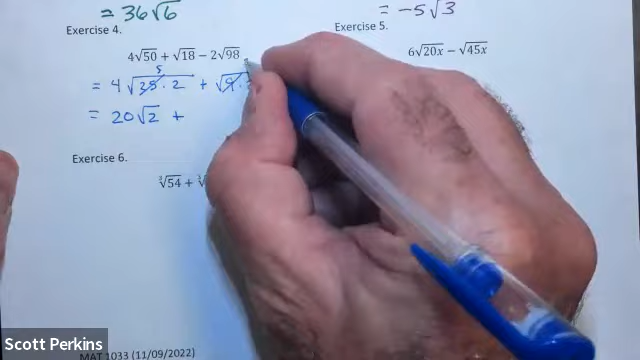 = 36√6
= -5√3
Exercise 4.
Exercise 5.
4√50 + √18 − 2√98
6√20x − √45x
5
= 4 √25 · 2 + √9 ·
= 20√2 +
Exercise 6.
∛54 + ∛
Scott Perkins
MAT 1033 (11/09/2022)